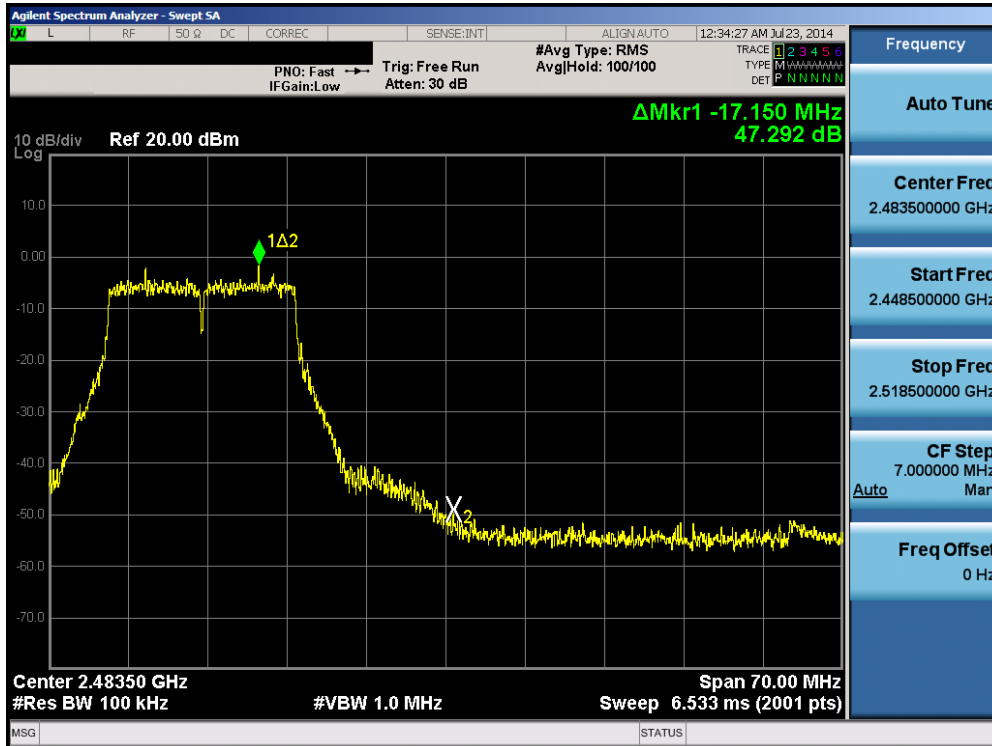 Agilent Spectrum Analyzer - Swept SA
LXI L RF 50 Ω DC CORREC SENSE:INT ALIGN AUTO 12:34:27 AM Jul 23, 2014
PNO: Fast
IFGain:Low
Trig: Free Run
Atten: 30 dB
#Avg Type: RMS
Avg|Hold: 100/100
TRACE 1 2 3 4 5 6
TYPE M
DET P N N N N N
ΔMkr1 -17.150 MHz
47.292 dB
10 dB/div
Log
Ref 20.00 dBm
10.0
0.00
-10.0
-20.0
-30.0
-40.0
-50.0
-60.0
-70.0
1Δ2
2
Center 2.48350 GHz
Span 70.00 MHz
#Res BW 100 kHz
#VBW 1.0 MHz
Sweep 6.533 ms (2001 pts)
MSG
STATUS
Frequency
Auto Tune
Center Freq
2.483500000 GHz
Start Freq
2.448500000 GHz
Stop Freq
2.518500000 GHz
CF Step
7.000000 MHz
Auto Man
Freq Offset
0 Hz